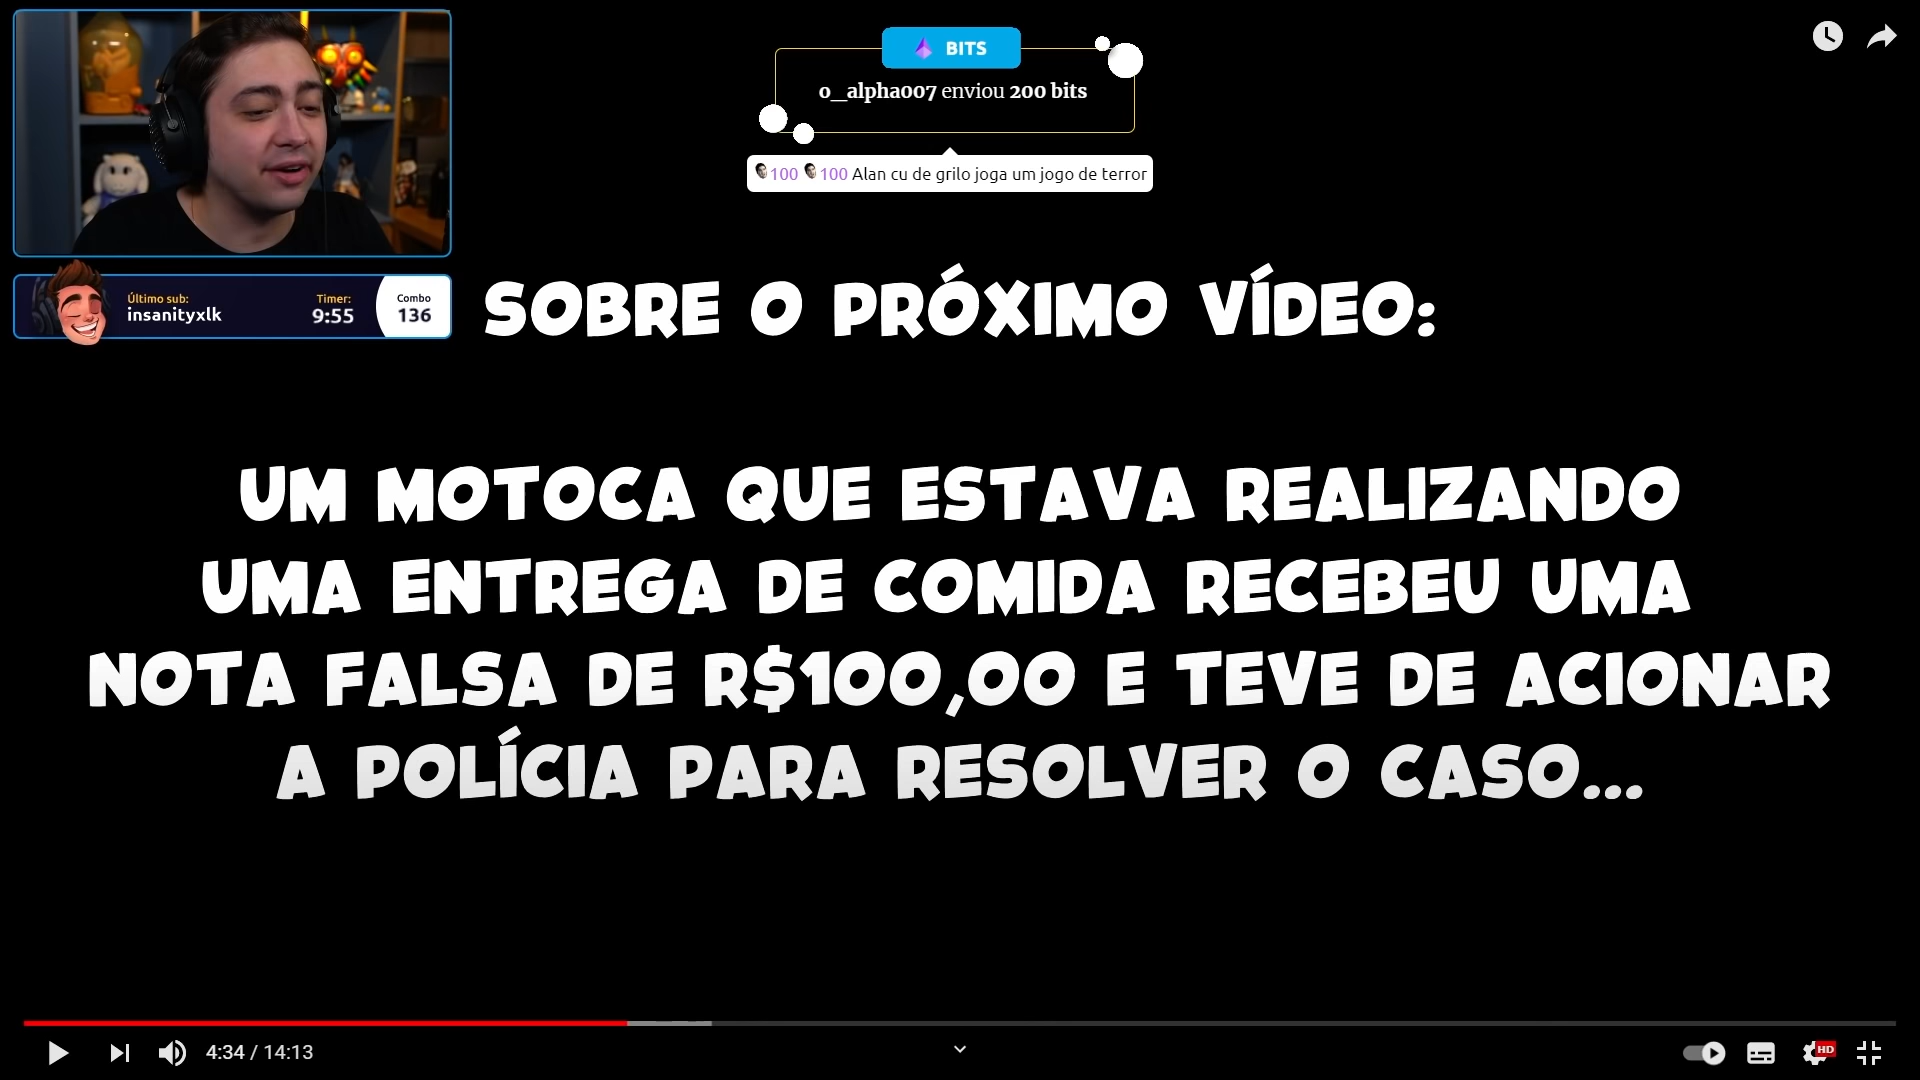 BITS
o_alpha007 enviou 200 bits
100 100 Alan cu de grilo joga um jogo de terror
Último sub:
insanityxlk
Timer:
9:55
Combo
136
SOBRE O PRÓXIMO VÍDEO:
UM MOTOCA QUE ESTAVA REALIZANDO
UMA ENTREGA DE COMIDA RECEBEU UMA
NOTA FALSA DE R$100,00 E TEVE DE ACIONAR
A POLÍCIA PARA RESOLVER O CASO...
4:34 / 14:13
HD